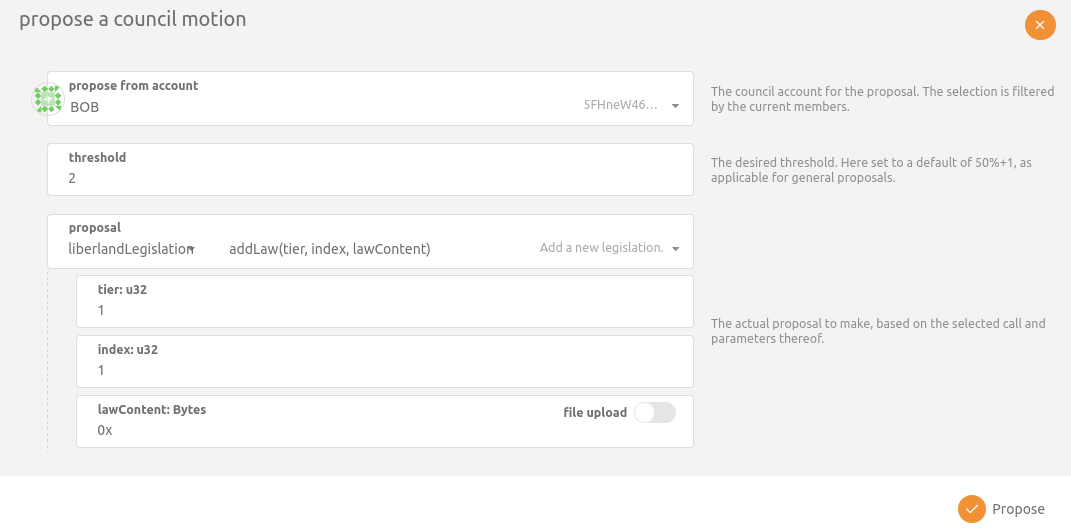 propose a council motion
propose from account
BOB
5FHneW46…
The council account for the proposal. The selection is filtered
by the current members.
threshold
2
The desired threshold. Here set to a default of 50%+1, as
applicable for general proposals.
proposal
liberlandLegislation
addLaw(tier, index, lawContent)
Add a new legislation.
tier: u32
1
The actual proposal to make, based on the selected call and
parameters thereof.
index: u32
1
lawContent: Bytes
0x
file upload
Propose